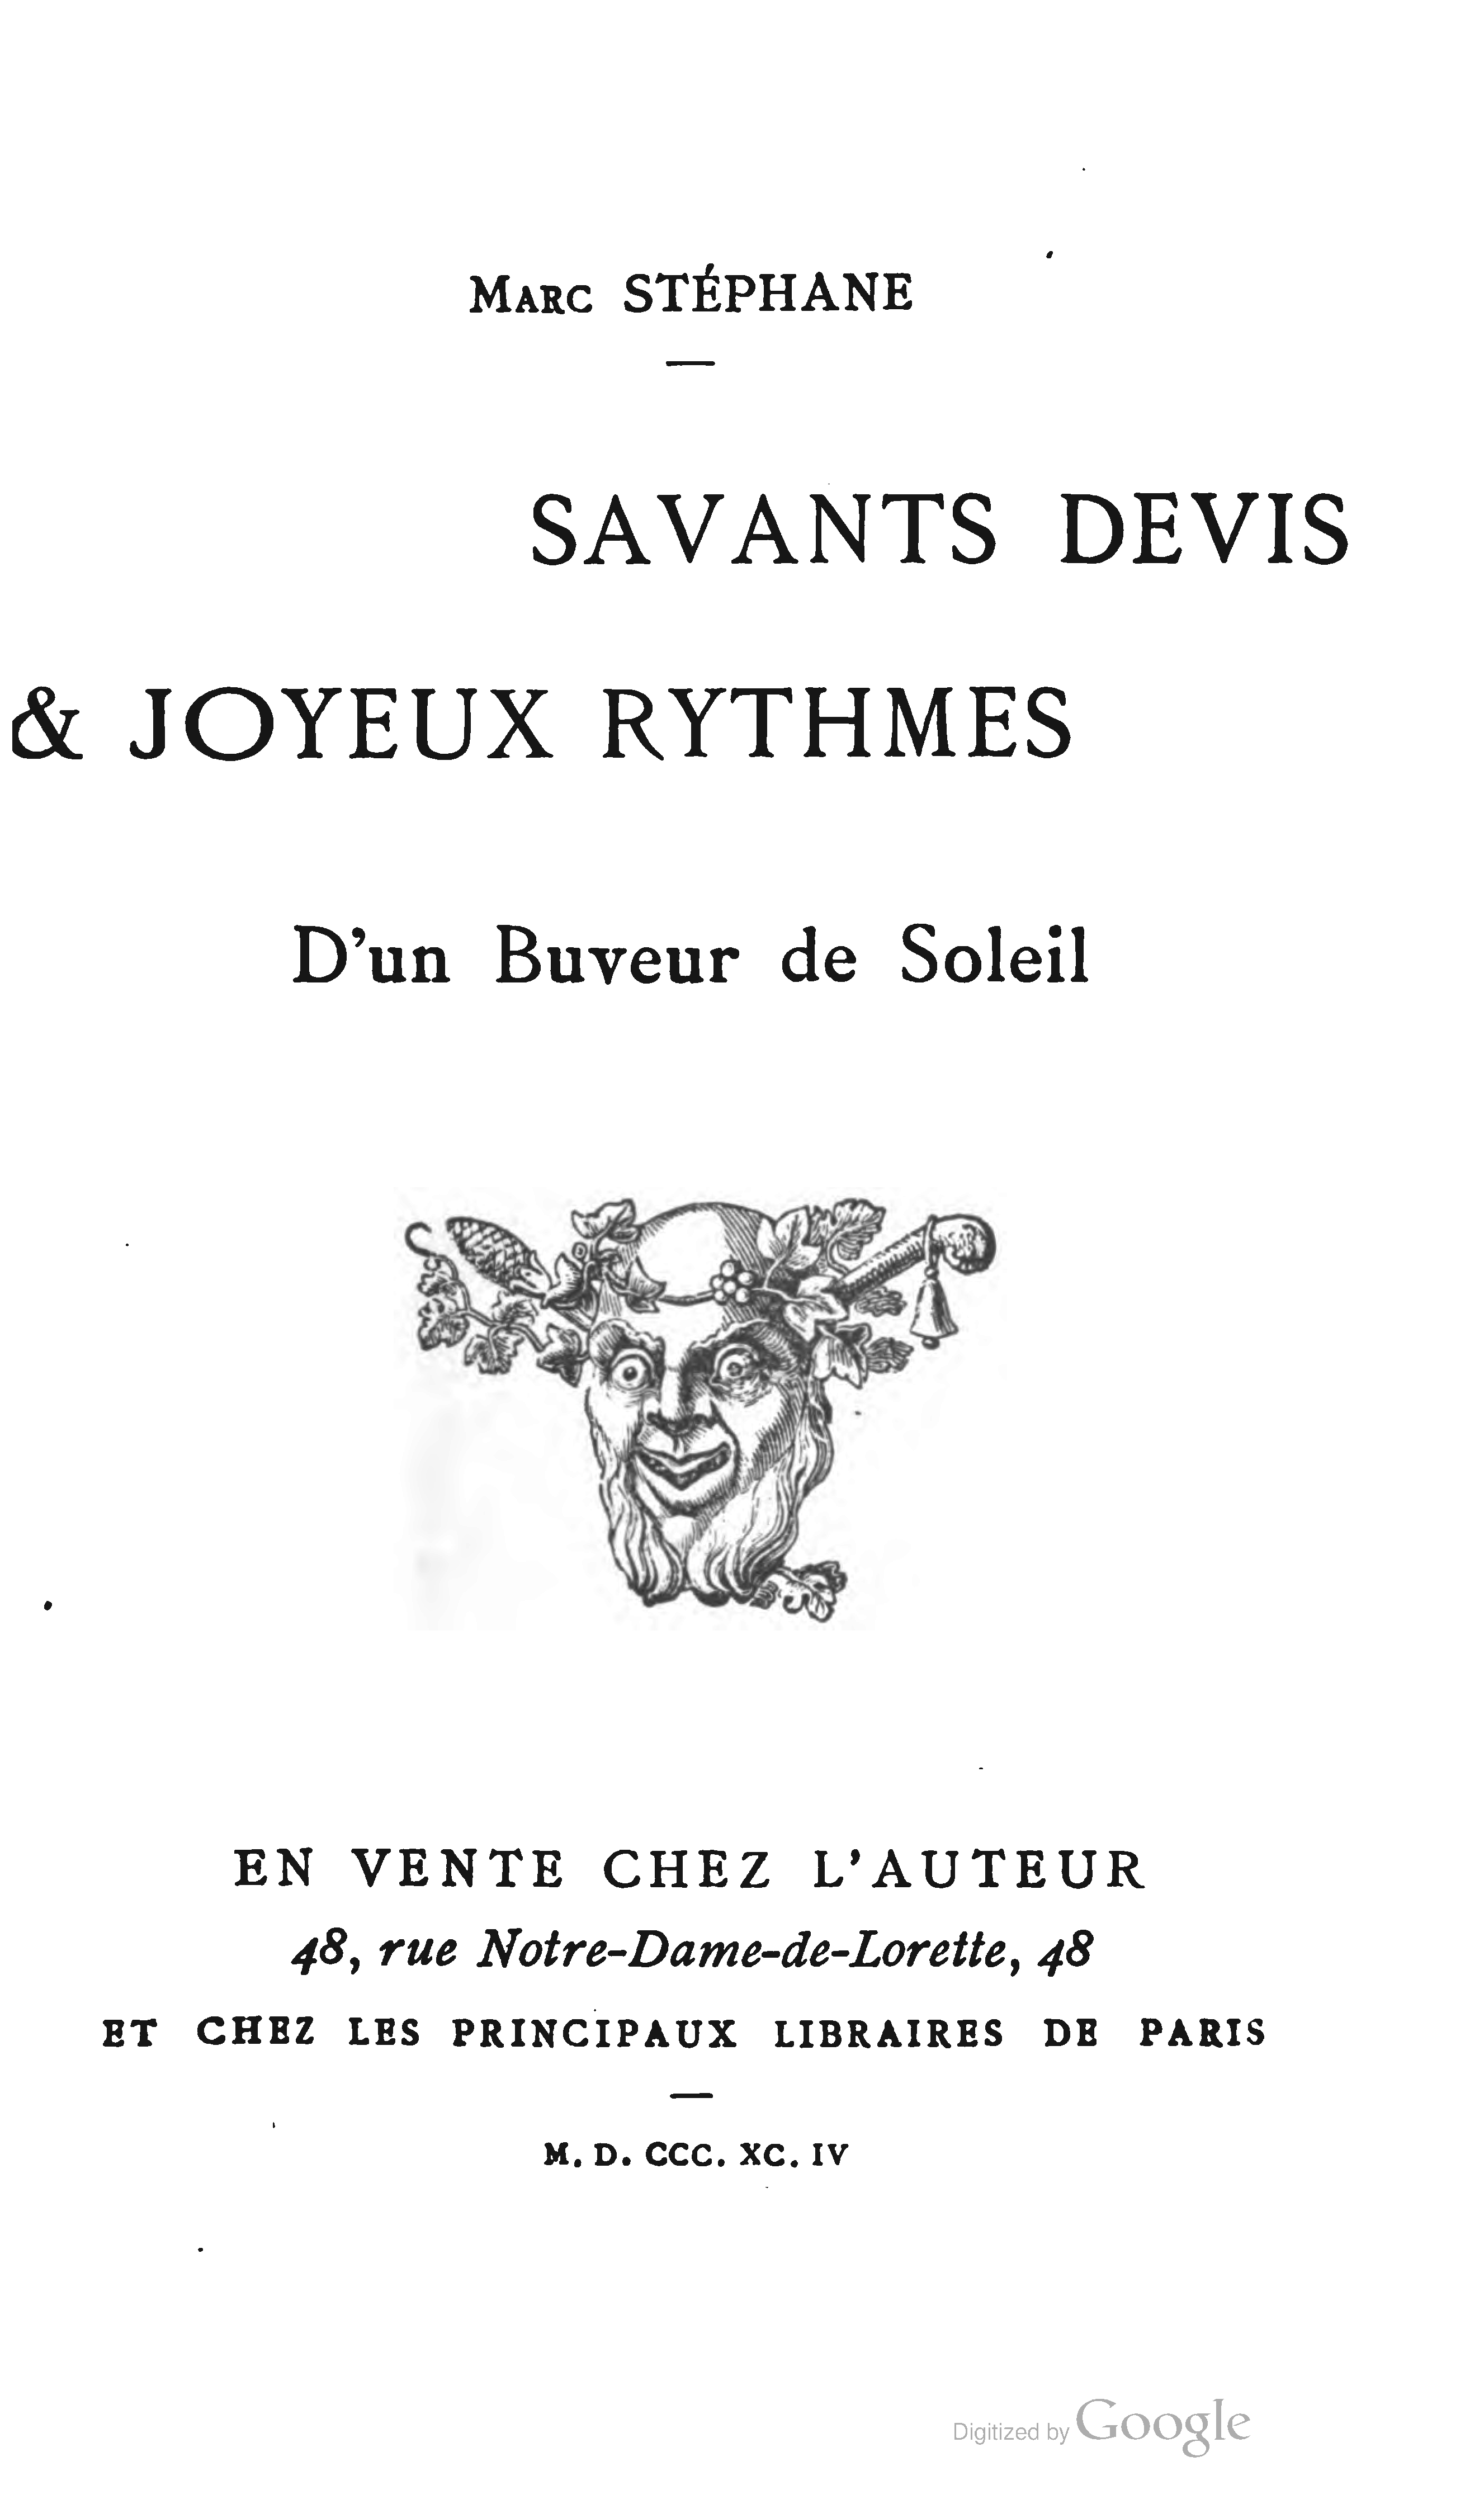 Marc STÉPHANE
SAVANTS DEVIS
& JOYEUX RYTHMES
D'un Buveur de Soleil
EN VENTE CHEZ L'AUTEUR
48, rue Notre-Dame-de-Lorette, 48
ET CHEZ LES PRINCIPAUX LIBRAIRES DE PARIS
M. D. CCC. XC. IV
Digitized by Google